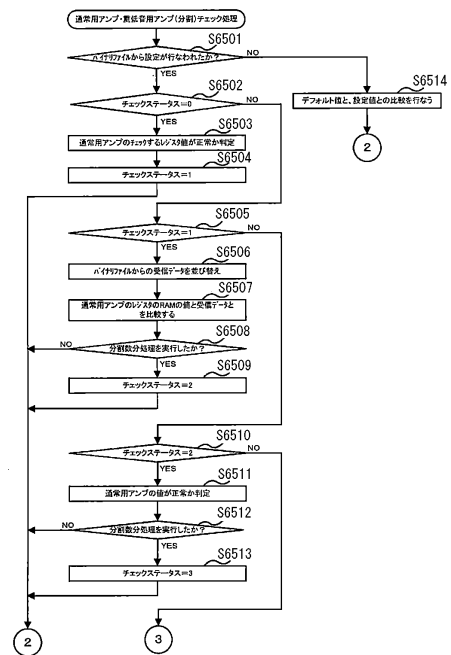 通常用アンプ・重低音用アンプ(分割)チェック処理
S6501
バイナリファイルから設定が行なわれたか?
NO
YES
S6514
デフォルト値と、設定値との比較を行なう
2
S6502
チェックステータス=0
NO
YES
S6503
通常用アンプのチェックするレジスタ値が正常か判定
S6504
チェックステータス=1
S6505
チェックステータス=1
NO
YES
S6506
バイナリファイルからの受信データを並び替え
S6507
通常用アンプのレジスタのRAMの値と受信データと
を比較する
S6508
分割数分処理を実行したか?
NO
YES
S6509
チェックステータス=2
S6510
チェックステータス=2
NO
YES
S6511
通常用アンプの値が正常か判定
S6512
分割数分処理を実行したか?
NO
YES
S6513
チェックステータス=3
2
3